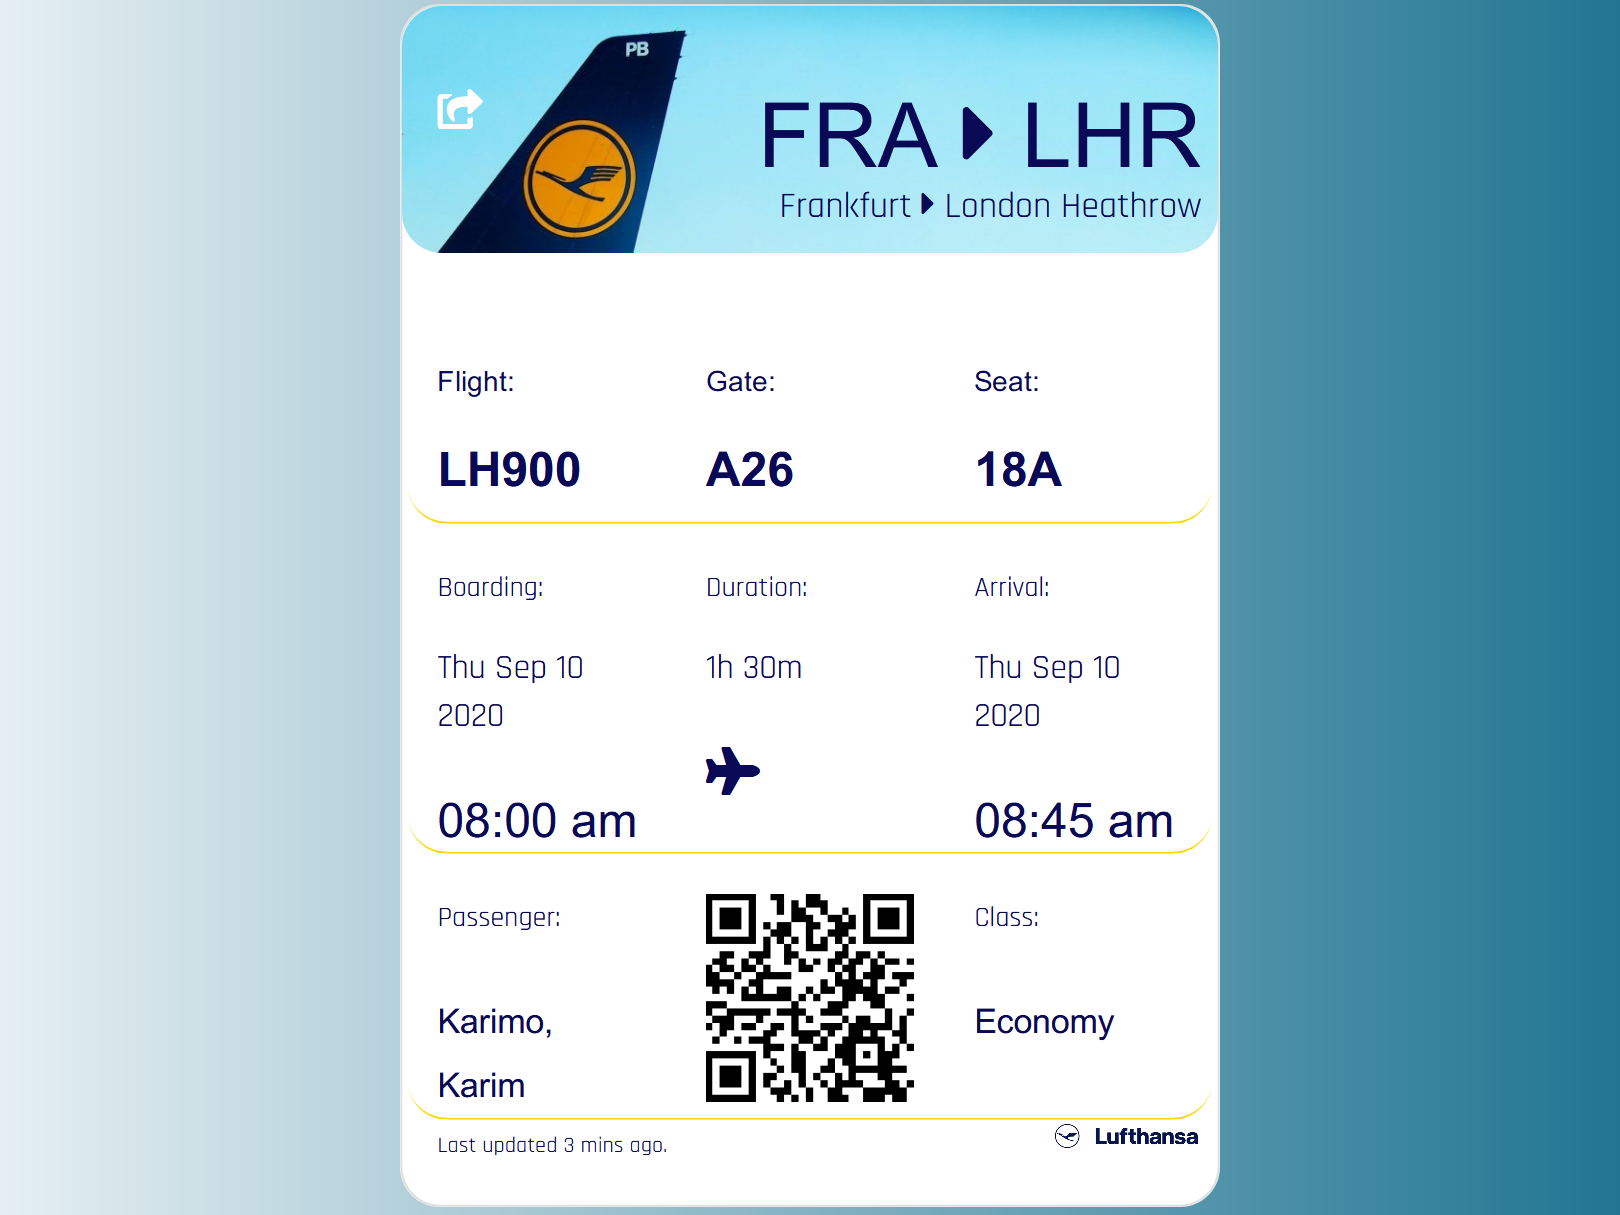 PB
FRA LHR
Frankfurt London Heathrow
Flight: Gate: Seat:
LH900 A26 18A
Boarding: Duration: Arrival:
Thu Sep 10 1h 30m Thu Sep 10
2020 2020
08:00 am 08:45 am
Passenger: Class:
Karimo, Economy
Karim
Last updated 3 mins ago. Lufthansa